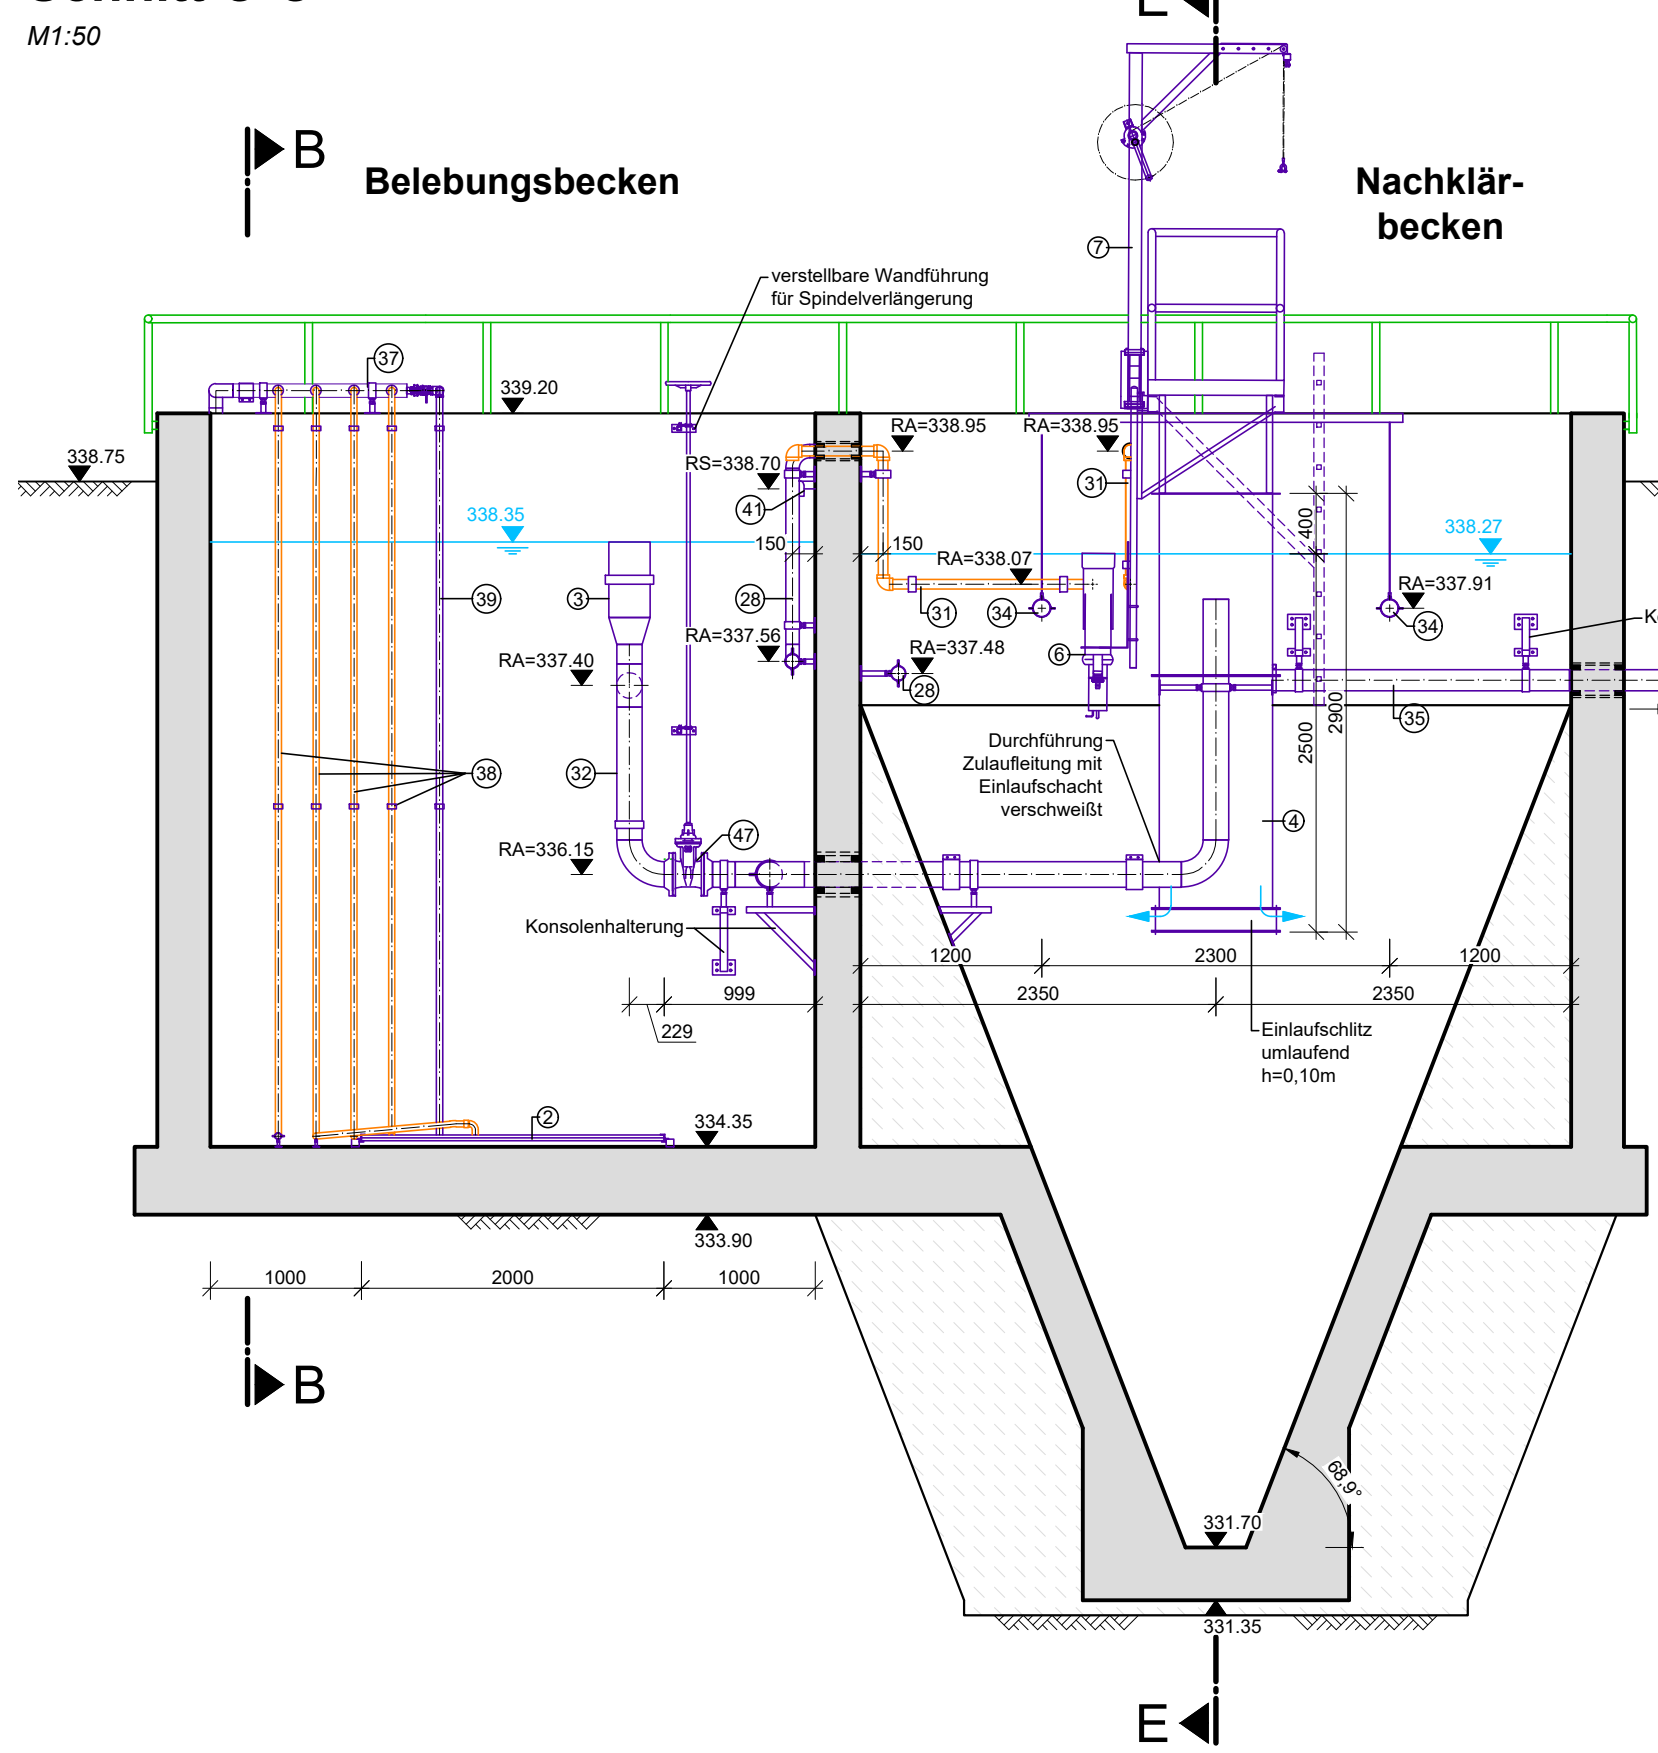 M1:50
B
Belebungsbecken
Nachklär-
becken
7
verstellbare Wandführung
für Spindelverlängerung
37
339.20
RA=338.95
RA=338.95
338.75
RS=338.70
31
41
338.35
400
338.27
150
150
RA=338.07
RA=337.91
39
3
28
31
34
34
RA=337.56
RA=337.48
6
RA=337.40
28
35
2900
2500
Durchführung
Zulaufleitung mit
Einlaufschacht
verschweißt
38
32
4
47
RA=336.15
Konsolenhalterung
1200
2300
1200
999
2350
2350
229
Einlaufschlitz
umlaufend
h=0,10m
2
334.35
333.90
1000
2000
1000
B
68,9°
331.70
331.35
E